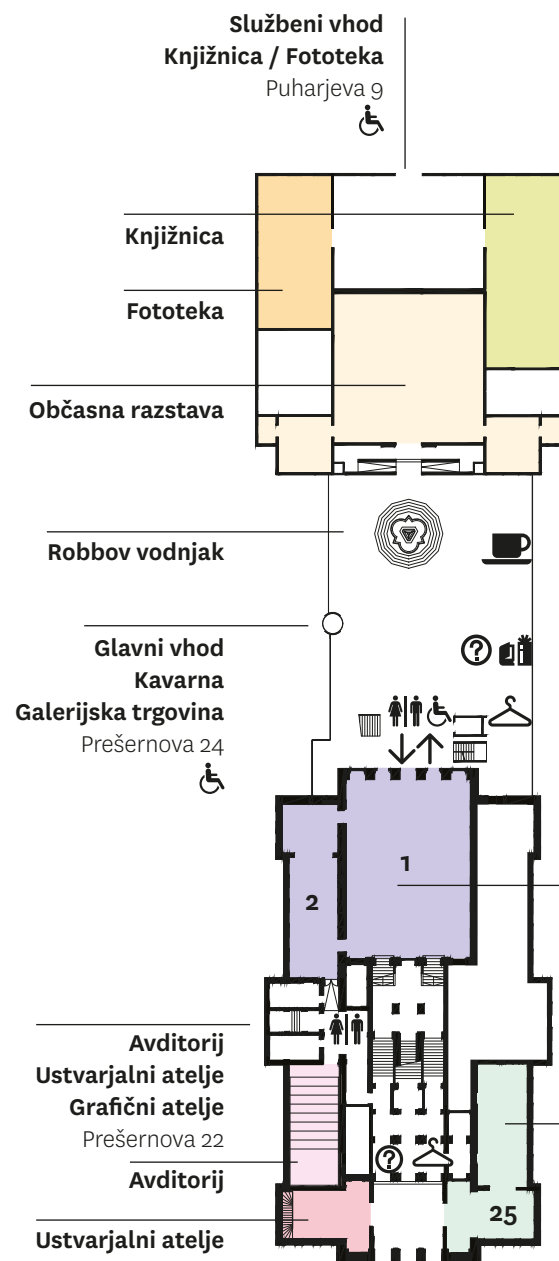 Službeni vhod
Knjižnica / Fototeka
Puharjeva 9
Knjižnica
Fototeka
Občasna razstava
Robbov vodnjak
Glavni vhod
Kavarna
Galerijska trgovina
Prešernova 24
1
2
Avditorij
Ustvarjalni atelje
Grafični atelje
Prešernova 22
Avditorij
25
Ustvarjalni atelje